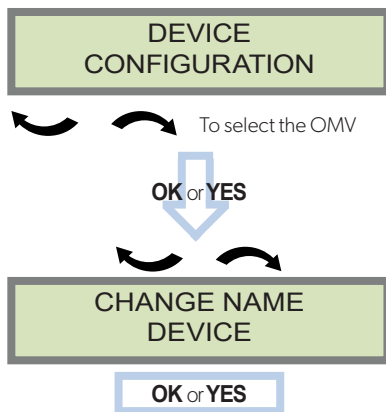 DEVICE
CONFIGURATION
To select the OMV
OK or YES
CHANGE NAME
DEVICE
OK or YES